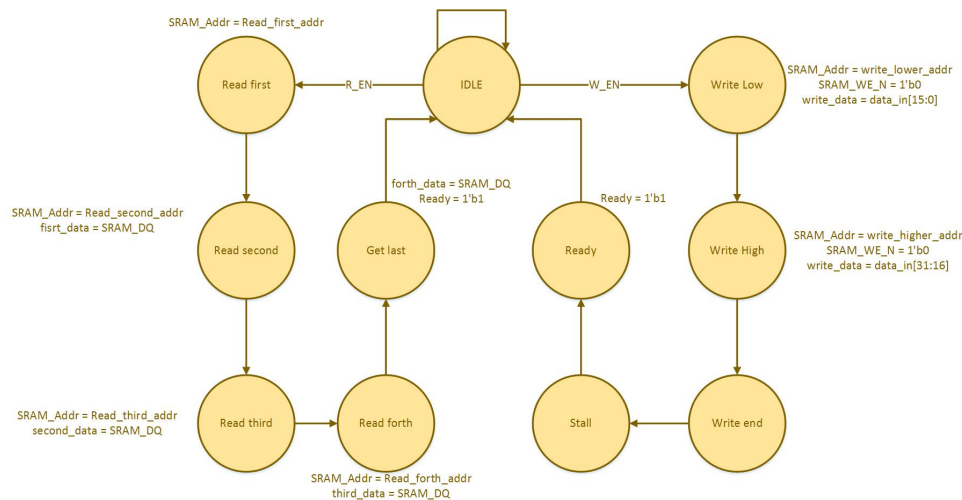 SRAM_Addr = Read_first_addr
Read first
R_EN
IDLE
W_EN
Write Low
SRAM_Addr = write_lower_addr
SRAM_WE_N = 1'b0
write_data = data_in[15:0]
forth_data = SRAM_DQ
Ready = 1'b1
Ready = 1'b1
SRAM_Addr = Read_second_addr
fisrt_data = SRAM_DQ
Read second
Get last
Ready
Write High
SRAM_Addr = write_higher_addr
SRAM_WE_N = 1'b0
write_data = data_in[31:16]
SRAM_Addr = Read_third_addr
second_data = SRAM_DQ
Read third
Read forth
Stall
Write end
SRAM_Addr = Read_forth_addr
third_data = SRAM_DQ